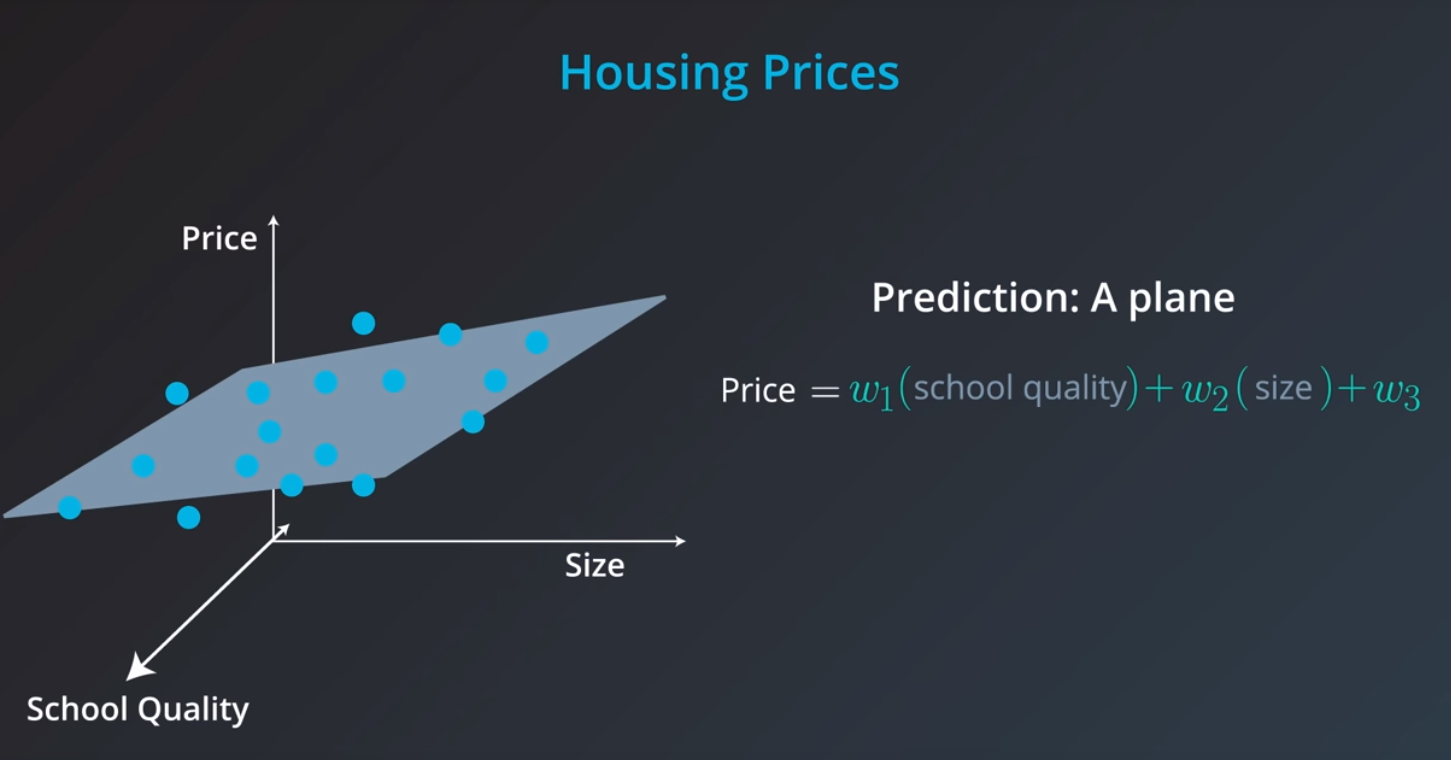 Housing Prices
Price
Prediction: A plane
Price = w₁(school quality)+w₂(size)+w₃
Size
School Quality